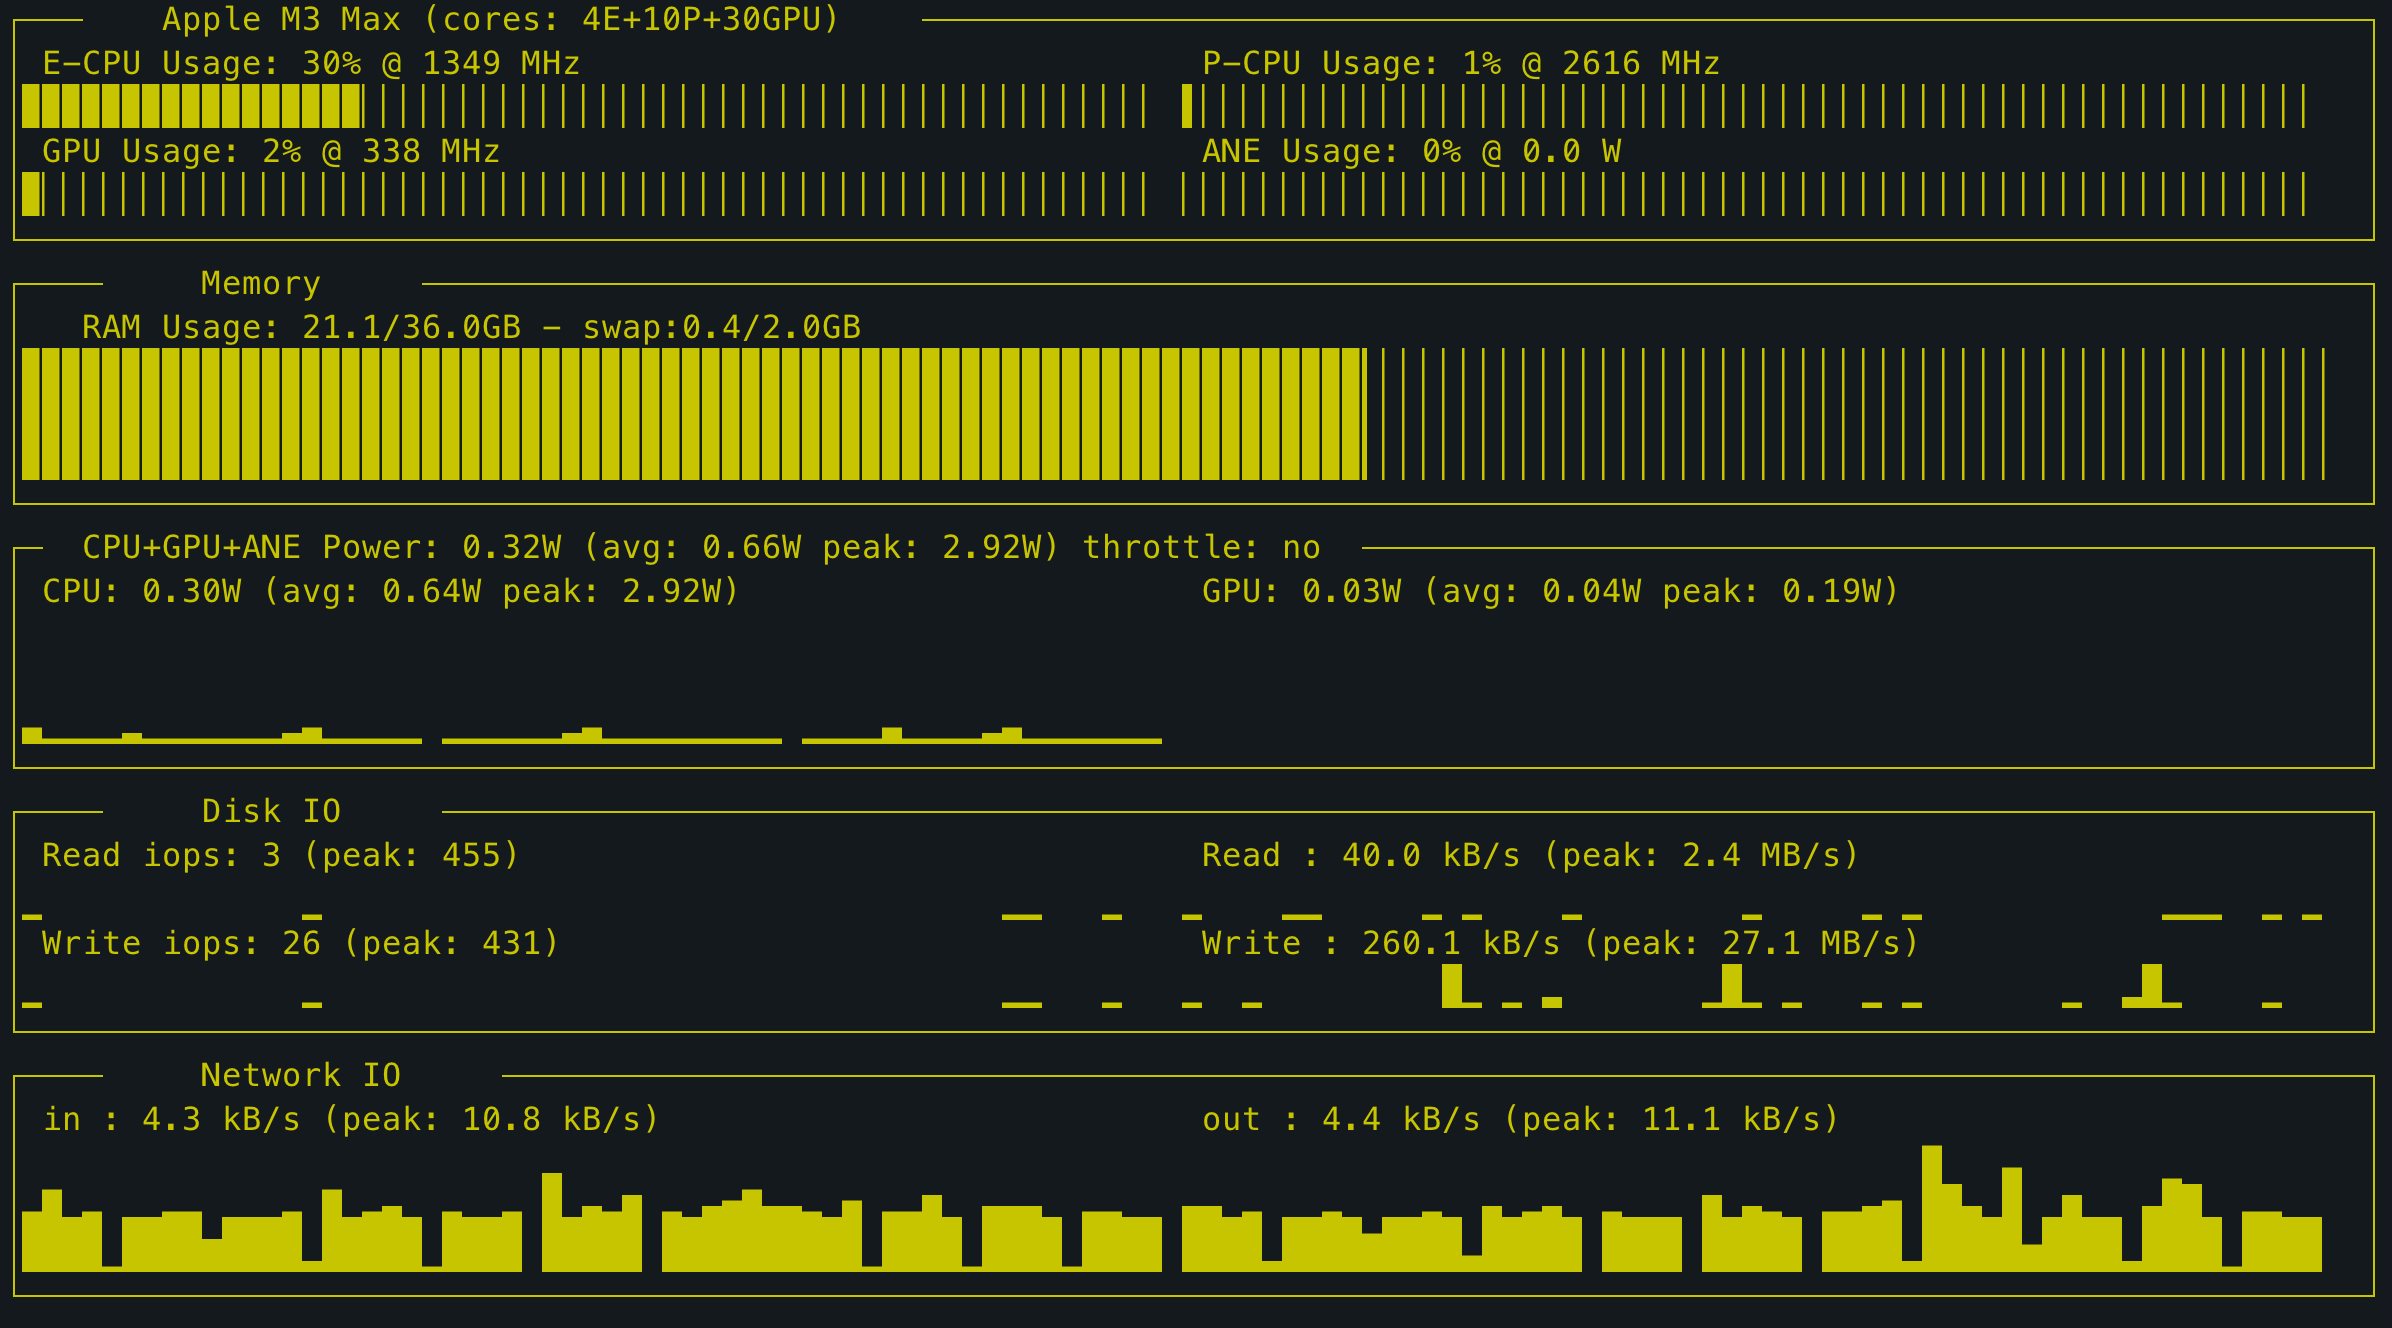 Apple M3 Max (cores: 4E+10P+30GPU)
E-CPU Usage: 30% @ 1349 MHz
P-CPU Usage: 1% @ 2616 MHz
GPU Usage: 2% @ 338 MHz
ANE Usage: 0% @ 0.0 W
Memory
RAM Usage: 21.1/36.0GB - swap:0.4/2.0GB
CPU+GPU+ANE Power: 0.32W (avg: 0.66W peak: 2.92W) throttle: no
CPU: 0.30W (avg: 0.64W peak: 2.92W)
GPU: 0.03W (avg: 0.04W peak: 0.19W)
Disk IO
Read iops: 3 (peak: 455)
Read : 40.0 kB/s (peak: 2.4 MB/s)
Write iops: 26 (peak: 431)
Write : 260.1 kB/s (peak: 27.1 MB/s)
Network IO
in : 4.3 kB/s (peak: 10.8 kB/s)
out : 4.4 kB/s (peak: 11.1 kB/s)